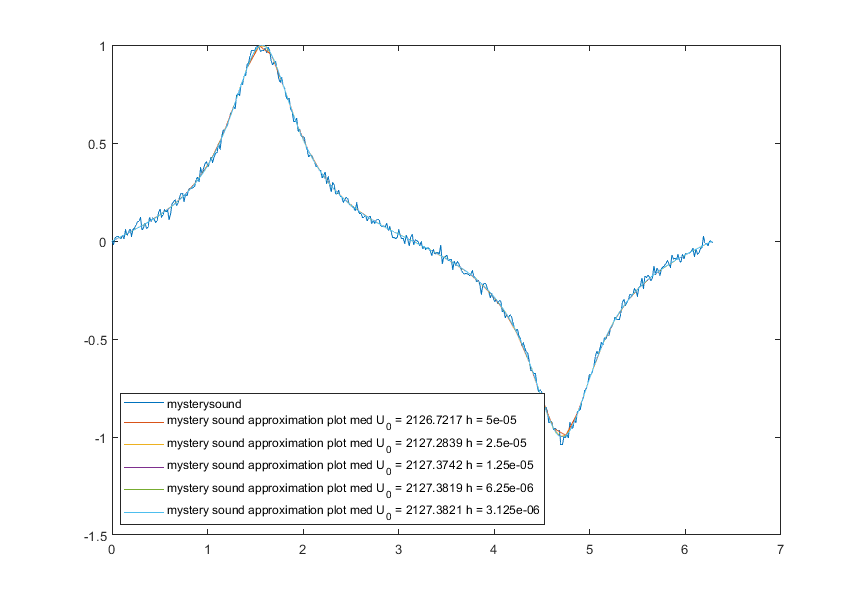 1
0.5
0
-0.5
-1
-1.5
mysterysound
mystery sound approximation plot med U0 = 2126.7217 h = 5e-05
mystery sound approximation plot med U0 = 2127.2839 h = 2.5e-05
mystery sound approximation plot med U0 = 2127.3742 h = 1.25e-05
mystery sound approximation plot med U0 = 2127.3819 h = 6.25e-06
mystery sound approximation plot med U0 = 2127.3821 h = 3.125e-06
0 1 2 3 4 5 6 7